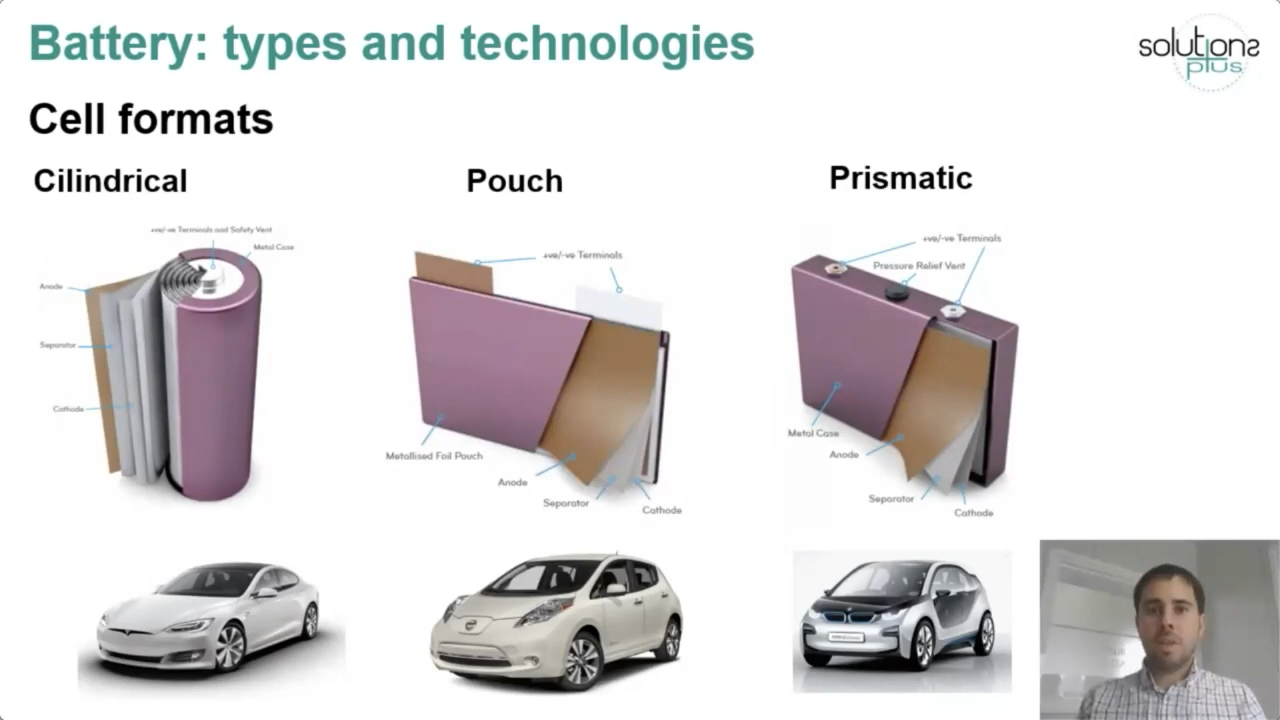 Battery: types and technologies
solutions
plus
Cell formats
Cilindrical
Pouch
Prismatic
+ve/-ve Terminals and Safety Vent
Metal Case
Anode
Separator
Cathode
+ve/-ve Terminals
Metallised Foil Pouch
Anode
Separator
Cathode
+ve/-ve Terminals
Pressure Relief Vent
Metal Case
Anode
Separator
Cathode